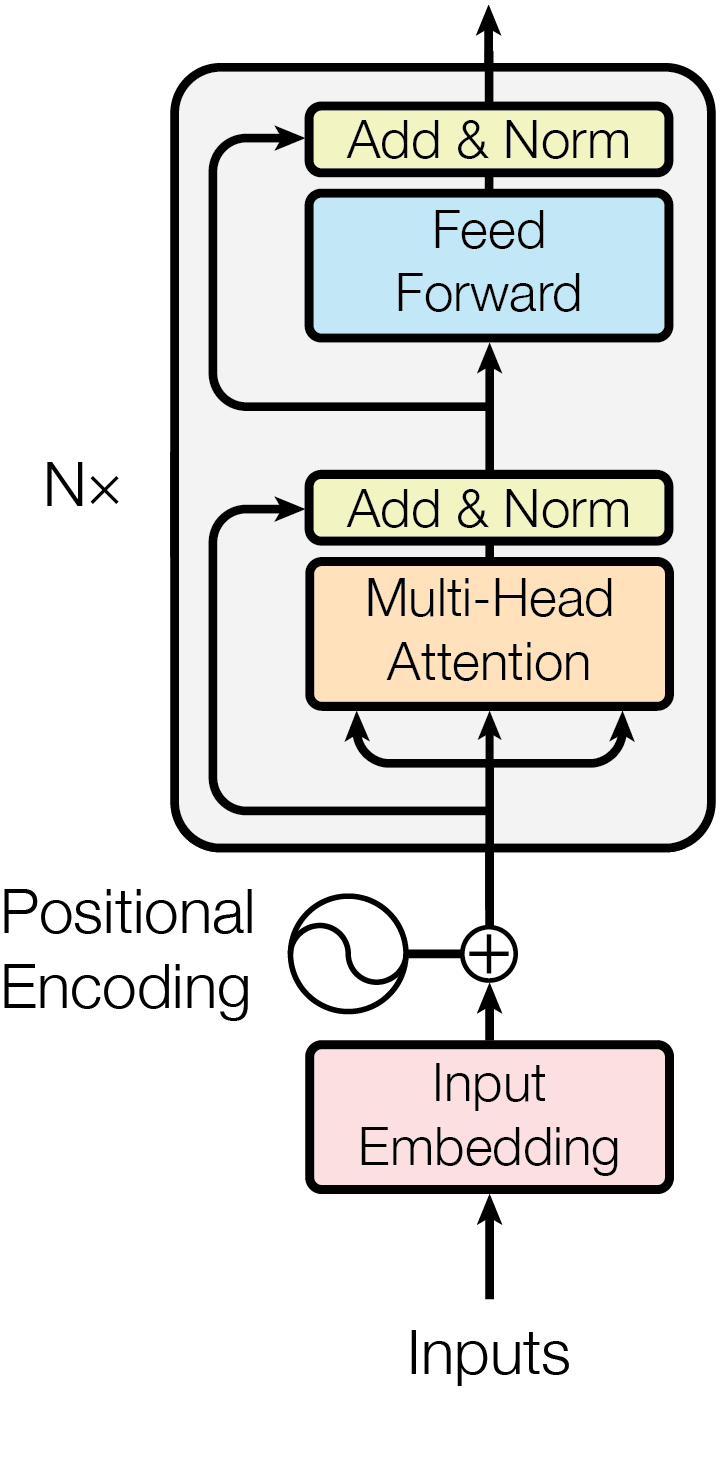 Add & Norm
Feed
Forward
N×
Add & Norm
Multi-Head
Attention
Positional
Encoding
Input
Embedding
Inputs